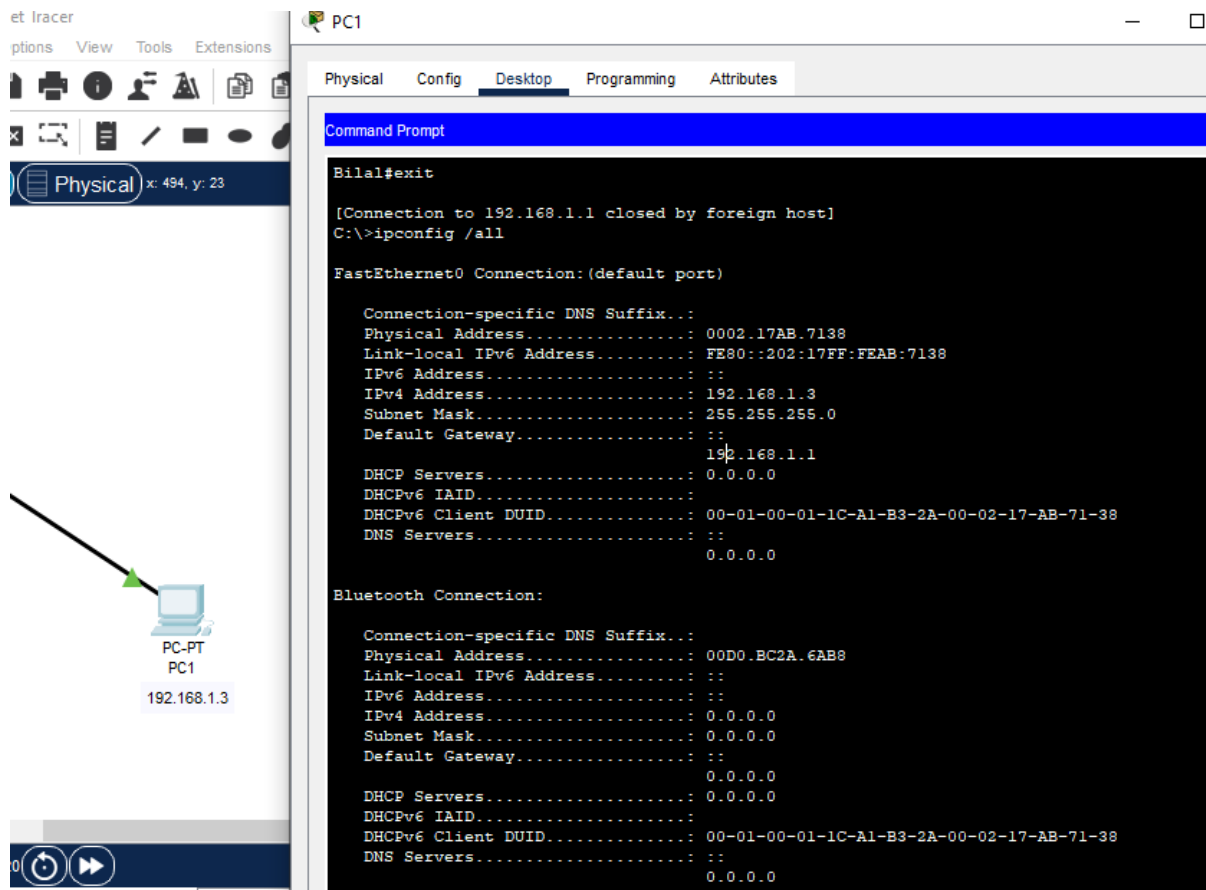 et Tracer
ptions View Tools Extensions
Physical x: 494, y: 23
PC-PT
PC1
192.168.1.3
PC1
Physical Config Desktop Programming Attributes
Command Prompt
Bilal#exit
[Connection to 192.168.1.1 closed by foreign host]
C:\>ipconfig /all
FastEthernet0 Connection:(default port)
Connection-specific DNS Suffix..:
Physical Address................: 0002.17AB.7138
Link-local IPv6 Address.........: FE80::202:17FF:FEAB:7138
IPv6 Address....................: ::
IPv4 Address....................: 192.168.1.3
Subnet Mask.....................: 255.255.255.0
Default Gateway.................: ::
192.168.1.1
DHCP Servers....................: 0.0.0.0
DHCPv6 IAID.....................:
DHCPv6 Client DUID..............: 00-01-00-01-1C-A1-B3-2A-00-02-17-AB-71-38
DNS Servers.....................: ::
0.0.0.0
Bluetooth Connection:
Connection-specific DNS Suffix..:
Physical Address................: 00D0.BC2A.6AB8
Link-local IPv6 Address.........: ::
IPv6 Address....................: ::
IPv4 Address....................: 0.0.0.0
Subnet Mask.....................: 0.0.0.0
Default Gateway.................: ::
0.0.0.0
DHCP Servers....................: 0.0.0.0
DHCPv6 IAID.....................:
DHCPv6 Client DUID..............: 00-01-00-01-1C-A1-B3-2A-00-02-17-AB-71-38
DNS Servers.....................: ::
0.0.0.0